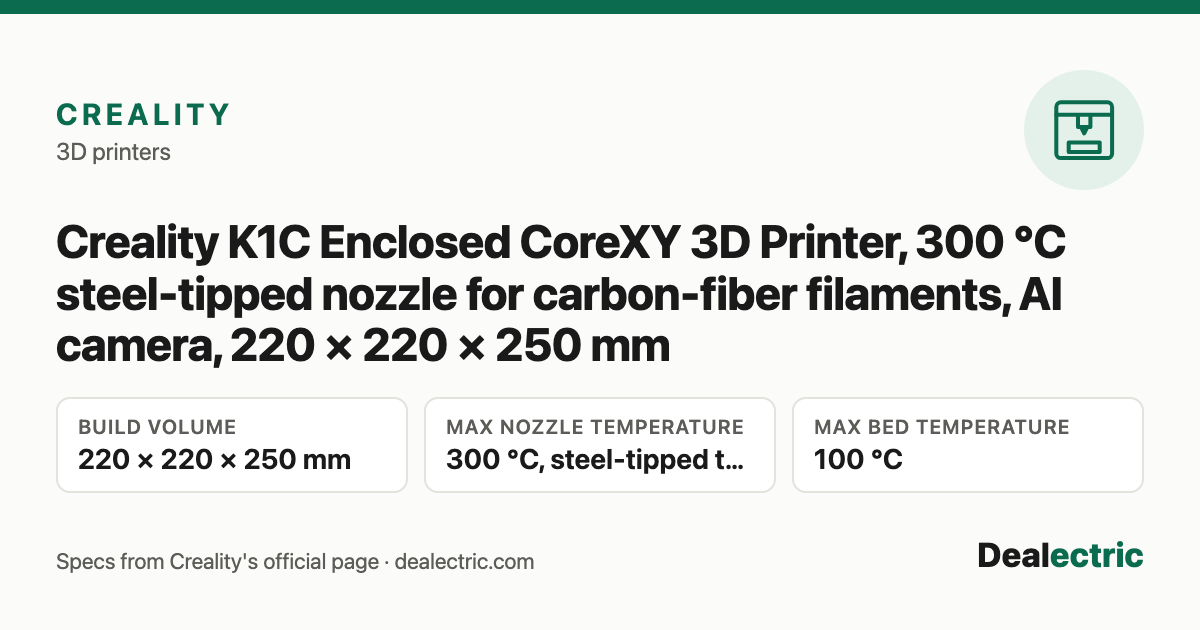 CREALITY
3D printers
Creality K1C Enclosed CoreXY 3D Printer, 300 °C
steel-tipped nozzle for carbon-fiber filaments, AI
camera, 220 × 220 × 250 mm
BUILD VOLUME
220 × 220 × 250 mm
MAX NOZZLE TEMPERATURE
300 °C, steel-tipped t...
MAX BED TEMPERATURE
100 °C
Specs from Creality's official page · dealectric.com
Dealectric